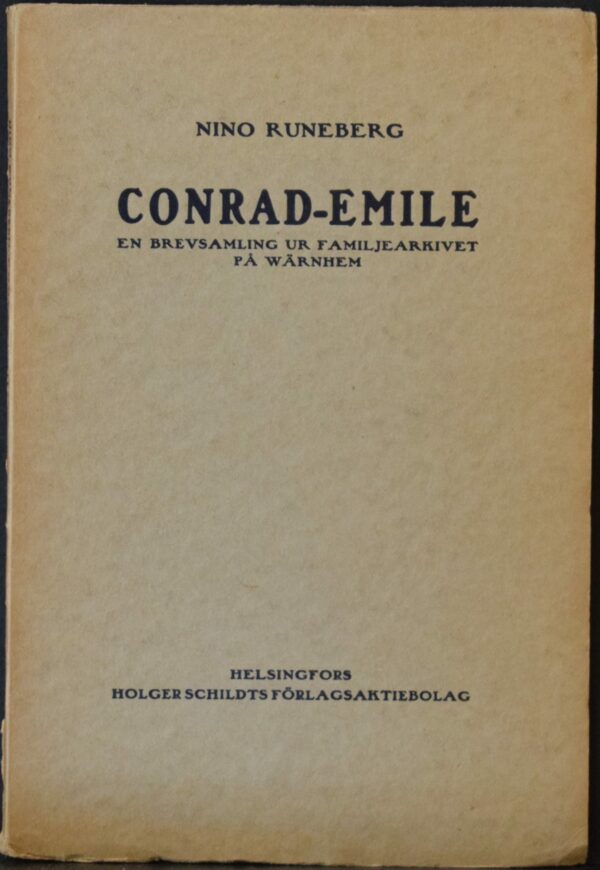 NINO RUNEBERG
CONRAD-EMILE
EN BREVSAMLING UR FAMILJEARKIVET
PÅ WÄRNHEM
HELSINGFORS
HOLGER SCHILDTS FÖRLAGSAKTIEBOLAG